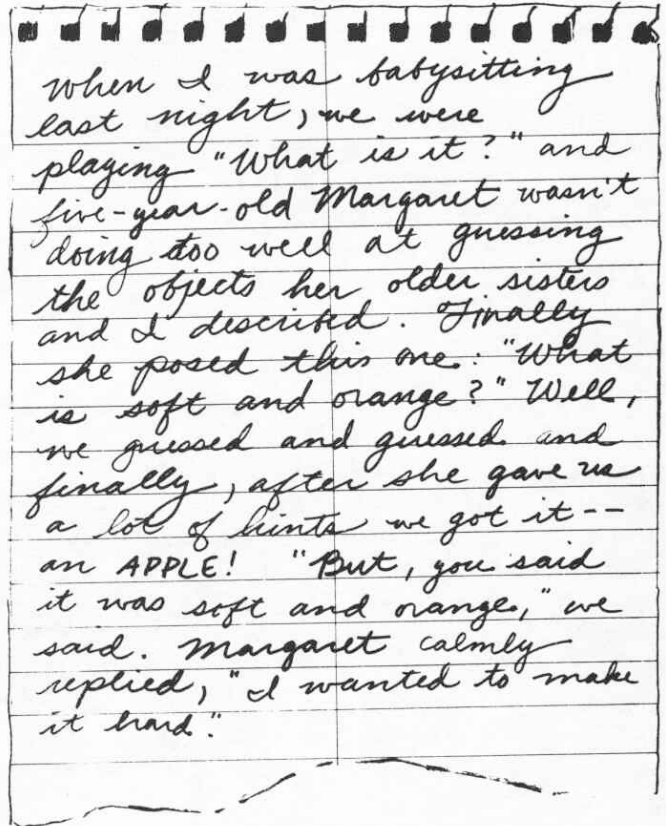 When I was babysitting
last night, we were
playing "What is it?" and
five-year-old Margaret wasn't
doing too well at guessing
the objects her older sisters
and I described. Finally
she posed this one: "What
is soft and orange?" Well,
we guessed and guessed and
finally, after she gave us
a lot of hints we got it--
an APPLE! "But, you said
it was soft and orange," we
said. Margaret calmly
replied, "I wanted to make
it hard."